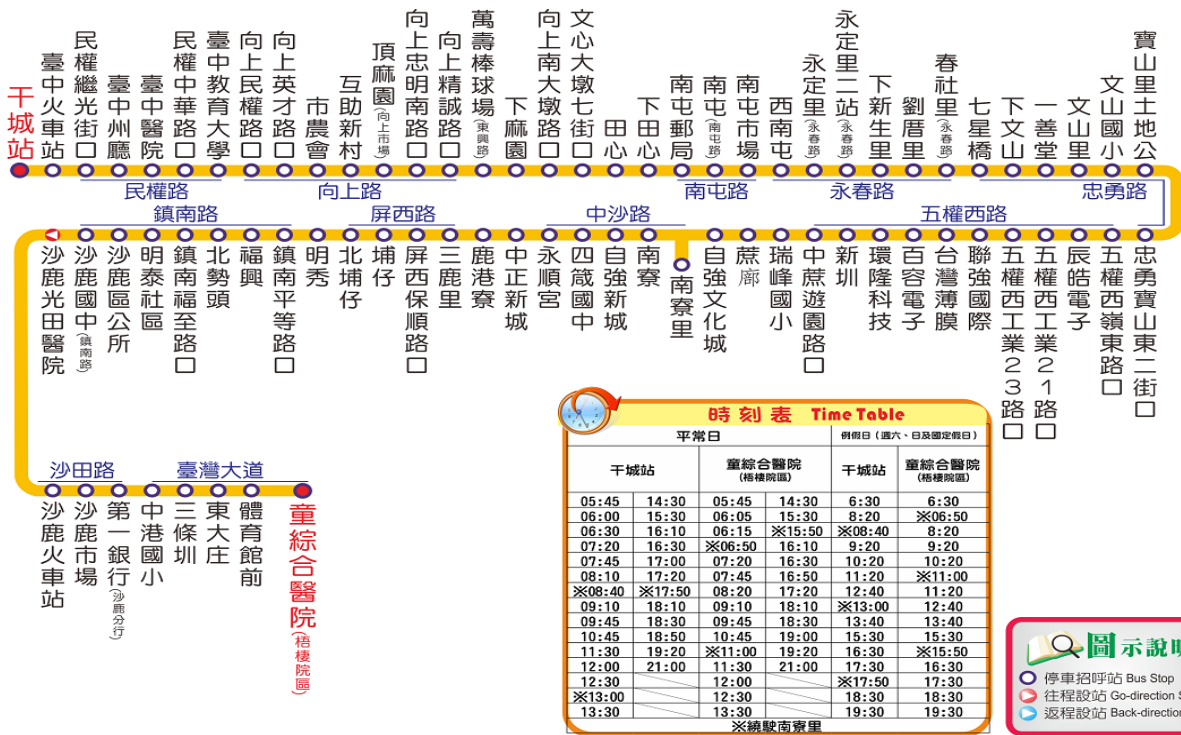 干城站
臺中火車站
民權繼光街口
臺中州廳
臺中醫院
民權中華路口
臺中教育大學
向上民權路口
向上英才路口
市農會
互助新村
頂麻園(向上市場)
向上忠明南路口
向上精誠路口
萬壽棒球場(東興路)
下麻園
向上南大墩路口
文心大墩七街口
田心
下田心
南屯郵局
南屯(南屯路)
南屯市場
西南屯
永定里(永春路)
永定里二站(永春路)
下新生里
劉厝里
春社里(永春路)
七星橋
下文山
一善堂
文山里
文山國小
寶山里土地公
民權路
向上路
南屯路
永春路
忠勇路
鎮南路
屏西路
中沙路
五權西路
沙鹿光田醫院
沙鹿國中(鎮南路)
沙鹿區公所
明泰社區
鎮南福至路口
北勢頭
福興
鎮南平等路口
明秀
北埔仔
埔仔
屏西保順路口
三鹿里
鹿港寮
中正新城
永順宮
四箴國中
自強新城
南寮
南寮里
自強文化城
蔗廍
瑞峰國小
中蔗遊園路口
新圳
環隆科技
百容電子
台灣薄膜
聯強國際
五權西工業23路口
五權西工業21路口
辰皓電子
五權西嶺東路口
忠勇寶山東二街口
沙田路
臺灣大道
沙鹿火車站
沙鹿市場
第一銀行(沙鹿分行)
中港國小
三條圳
東大庄
體育館前
童綜合醫院(梧棲院區)
時刻表 Time Table
平常日 例假日(週六、日及國定假日)
干城站 童綜合醫院(梧棲院區) 干城站 童綜合醫院(梧棲院區)
05:45 14:30 05:45 14:30 6:30 6:30
06:00 15:30 06:05 15:30 8:20 ※06:50
06:30 16:10 06:15 ※15:50 ※08:40 8:20
07:20 16:30 ※06:50 16:10 9:20 9:20
07:45 17:00 07:20 16:30 10:20 10:20
08:10 17:20 07:45 16:50 11:20 ※11:00
※08:40 ※17:50 08:20 17:20 12:40 11:20
09:10 18:10 09:10 18:10 ※13:00 12:40
09:45 18:30 09:45 18:30 13:40 13:40
10:45 18:50 10:45 19:00 15:30 15:30
11:30 19:20 ※11:00 19:20 16:30 ※15:50
12:00 21:00 11:30 21:00 17:30 16:30
12:30 12:00 ※17:50 17:30
※13:00 12:30 18:30 18:30
13:30 13:30 19:30 19:30
※繞駛南寮里
圖示說明
停車招呼站 Bus Stop
往程設站 Go-direction S
返程設站 Back-direction